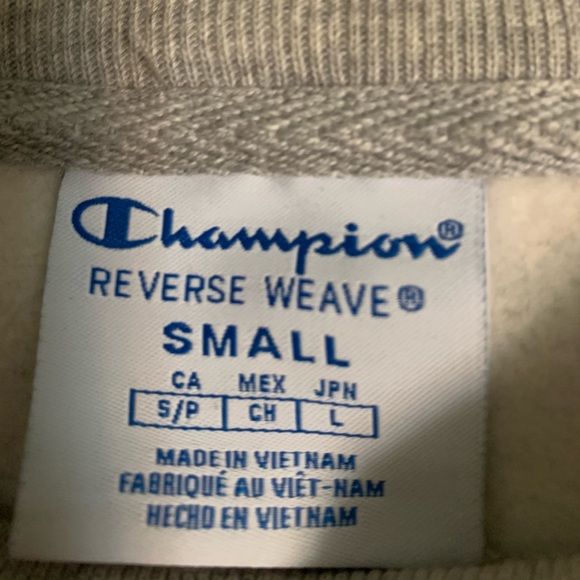 Champion®
REVERSE WEAVE®
SMALL
CA MEX JPN
S/P CH L
MADE IN VIETNAM
FABRIQUÉ AU VIÊT-NAM
HECHO EN VIETNAM